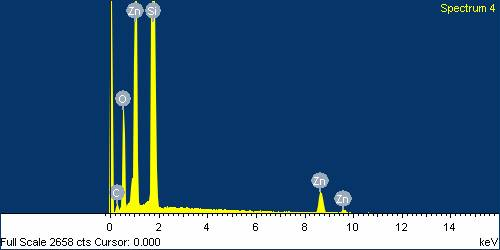 Spectrum 4
Zn Si
O
C
Zn
Zn
0 2 4 6 8 10 12 14
Full Scale 2658 cts Cursor: 0.000 keV